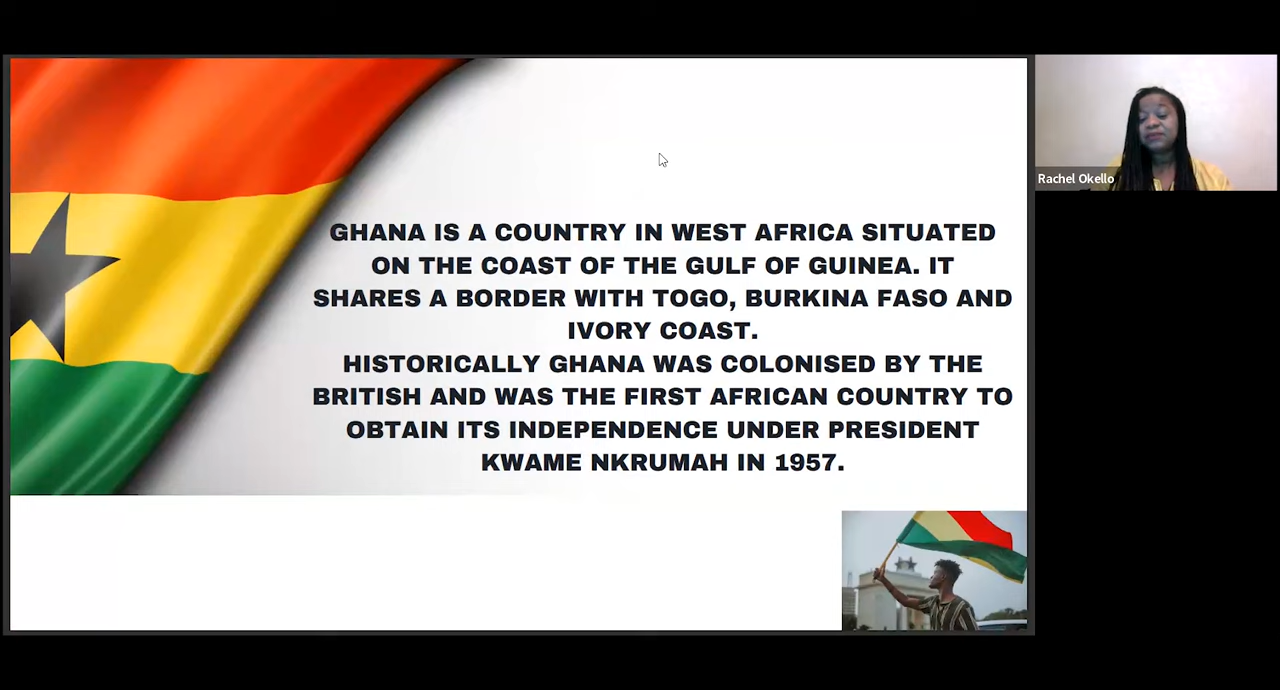 GHANA IS A COUNTRY IN WEST AFRICA SITUATED
ON THE COAST OF THE GULF OF GUINEA. IT
SHARES A BORDER WITH TOGO, BURKINA FASO AND
IVORY COAST.
HISTORICALLY GHANA WAS COLONISED BY THE
BRITISH AND WAS THE FIRST AFRICAN COUNTRY TO
OBTAIN ITS INDEPENDENCE UNDER PRESIDENT
KWAME NKRUMAH IN 1957.
Rachel Okello